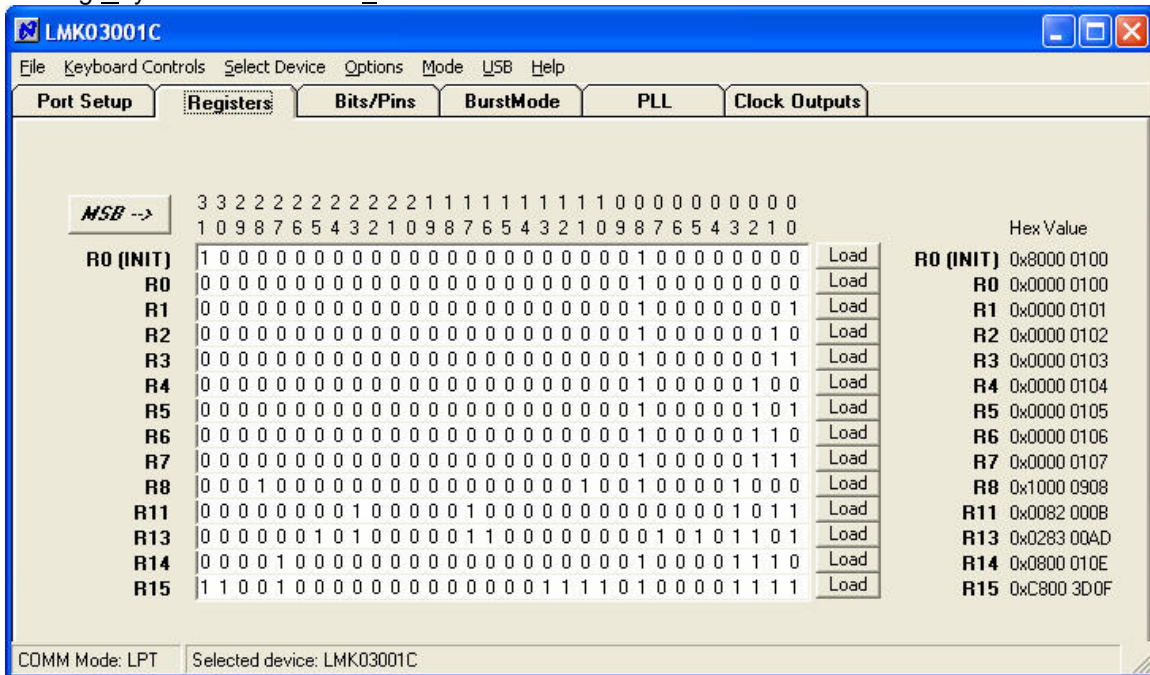 LMK03001C
File Keyboard Controls Select Device Options Mode USB Help
Port Setup Registers Bits/Pins BurstMode PLL Clock Outputs
3 3 2 2 2 2 2 2 2 2 2 2 1 1 1 1 1 1 1 1 1 1 0 0 0 0 0 0 0 0 0 0
MSB -->
1 0 9 8 7 6 5 4 3 2 1 0 9 8 7 6 5 4 3 2 1 0 9 8 7 6 5 4 3 2 1 0 Hex Value
R0 (INIT) 1 0 0 0 0 0 0 0 0 0 0 0 0 0 0 0 0 0 0 0 0 0 0 1 0 0 0 0 0 0 0 0 Load R0 (INIT) 0x8000 0100
R0 0 0 0 0 0 0 0 0 0 0 0 0 0 0 0 0 0 0 0 0 0 0 0 1 0 0 0 0 0 0 0 0 Load R0 0x0000 0100
R1 0 0 0 0 0 0 0 0 0 0 0 0 0 0 0 0 0 0 0 0 0 0 0 1 0 0 0 0 0 0 0 1 Load R1 0x0000 0101
R2 0 0 0 0 0 0 0 0 0 0 0 0 0 0 0 0 0 0 0 0 0 0 0 1 0 0 0 0 0 0 1 0 Load R2 0x0000 0102
R3 0 0 0 0 0 0 0 0 0 0 0 0 0 0 0 0 0 0 0 0 0 0 0 1 0 0 0 0 0 0 1 1 Load R3 0x0000 0103
R4 0 0 0 0 0 0 0 0 0 0 0 0 0 0 0 0 0 0 0 0 0 0 0 1 0 0 0 0 0 1 0 0 Load R4 0x0000 0104
R5 0 0 0 0 0 0 0 0 0 0 0 0 0 0 0 0 0 0 0 0 0 0 0 1 0 0 0 0 0 1 0 1 Load R5 0x0000 0105
R6 0 0 0 0 0 0 0 0 0 0 0 0 0 0 0 0 0 0 0 0 0 0 0 1 0 0 0 0 0 1 1 0 Load R6 0x0000 0106
R7 0 0 0 0 0 0 0 0 0 0 0 0 0 0 0 0 0 0 0 0 0 0 0 1 0 0 0 0 0 1 1 1 Load R7 0x0000 0107
R8 0 0 0 1 0 0 0 0 0 0 0 0 0 0 0 0 0 0 0 0 1 0 0 1 0 0 0 0 1 0 0 0 Load R8 0x1000 0908
R11 0 0 0 0 0 0 0 0 1 0 0 0 0 0 1 0 0 0 0 0 0 0 0 0 0 0 0 0 1 0 1 1 Load R11 0x0082 000B
R13 0 0 0 0 0 0 1 0 1 0 0 0 0 0 1 1 0 0 0 0 0 0 0 0 1 0 1 0 1 1 0 1 Load R13 0x0283 00AD
R14 0 0 0 0 1 0 0 0 0 0 0 0 0 0 0 0 0 0 0 0 0 0 0 1 0 0 0 0 1 1 1 0 Load R14 0x0800 010E
R15 1 1 0 0 1 0 0 0 0 0 0 0 0 0 0 0 0 0 1 1 1 1 0 1 0 0 0 0 1 1 1 1 Load R15 0xC800 3D0F
COMM Mode: LPT Selected device: LMK03001C